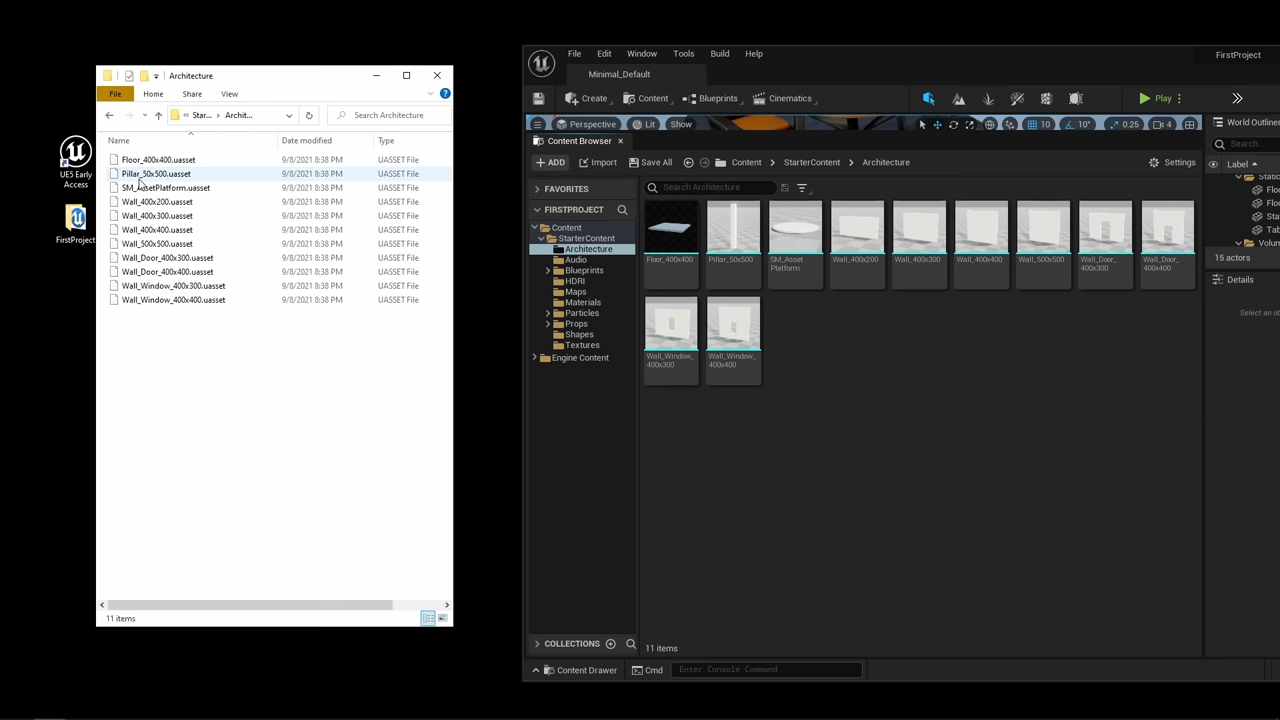 UE5 Early
Access
FirstProject
Architecture
File Home Share View
Star... Archit... Search Architecture
Name Date modified Type
Floor_400x400.uasset 9/8/2021 8:38 PM UASSET File
Pillar_50x500.uasset 9/8/2021 8:38 PM UASSET File
SM_AssetPlatform.uasset 9/8/2021 8:38 PM UASSET File
Wall_400x200.uasset 9/8/2021 8:38 PM UASSET File
Wall_400x300.uasset 9/8/2021 8:38 PM UASSET File
Wall_400x400.uasset 9/8/2021 8:38 PM UASSET File
Wall_500x500.uasset 9/8/2021 8:38 PM UASSET File
Wall_Door_400x300.uasset 9/8/2021 8:38 PM UASSET File
Wall_Door_400x400.uasset 9/8/2021 8:38 PM UASSET File
Wall_Window_400x300.uasset 9/8/2021 8:38 PM UASSET File
Wall_Window_400x400.uasset 9/8/2021 8:38 PM UASSET File
11 items
File Edit Window Tools Build Help FirstProject
Minimal_Default
Create Content Blueprints Cinematics Play
Perspective Lit Show 10 10° 0.25 4
Content Browser
ADD Import Save All Content StarterContent Architecture Settings
FAVORITES
FIRSTPROJECT
Content
StarterContent
Architecture
Audio
Blueprints
HDRI
Maps
Materials
Particles
Props
Shapes
Textures
Engine Content
COLLECTIONS
Search Architecture
Floor_400x400 Pillar_50x500 SM_Asset Wall_400x200 Wall_400x300 Wall_400x400 Wall_500x500 Wall_Door_ Wall_Door_
Platform 400x300 400x400
Wall_Window_ Wall_Window_
400x300 400x400
11 items
Content Drawer Cmd Enter Console Command
World Outliner
Search...
Label
Static
Floo
Floo
Sta
Tab
Volum
15 actors
Details
Select an ob